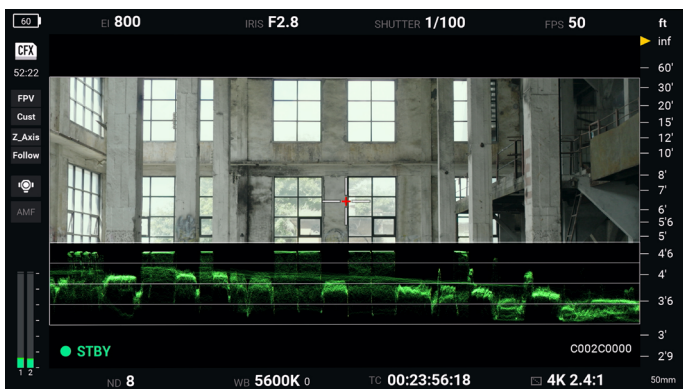 60
EI 800
IRIS F2.8
SHUTTER 1/100
FPS 50
ft
CFX
52:22
FPV
Cust
Z_Axis
Follow
AMF
1 2
inf
60'
30'
20'
15'
12'
10'
8'
7'
6'
5'6
5'
4'6
4'
3'6
3'
2'9
50mm
STBY
C002C0000
ND 8
WB 5600K 0
TC 00:23:56:18
4K 2.4:1